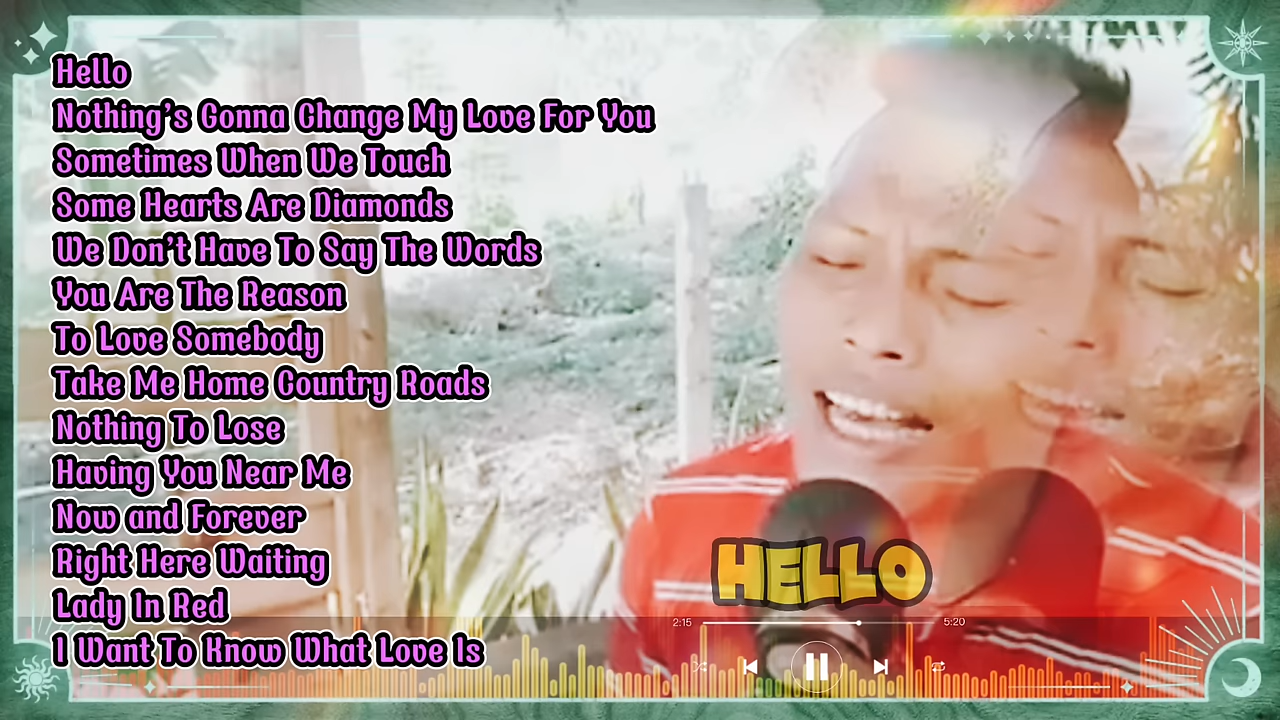 Hello
Nothing's Gonna Change My Love For You
Sometimes When We Touch
Some Hearts Are Diamonds
We Don't Have To Say The Words
You Are The Reason
To Love Somebody
Take Me Home Country Roads
Nothing To Lose
Having You Near Me
Now and Forever
Right Here Waiting
Lady In Red
I Want To Know What Love Is
HELLO
2:15 5:20